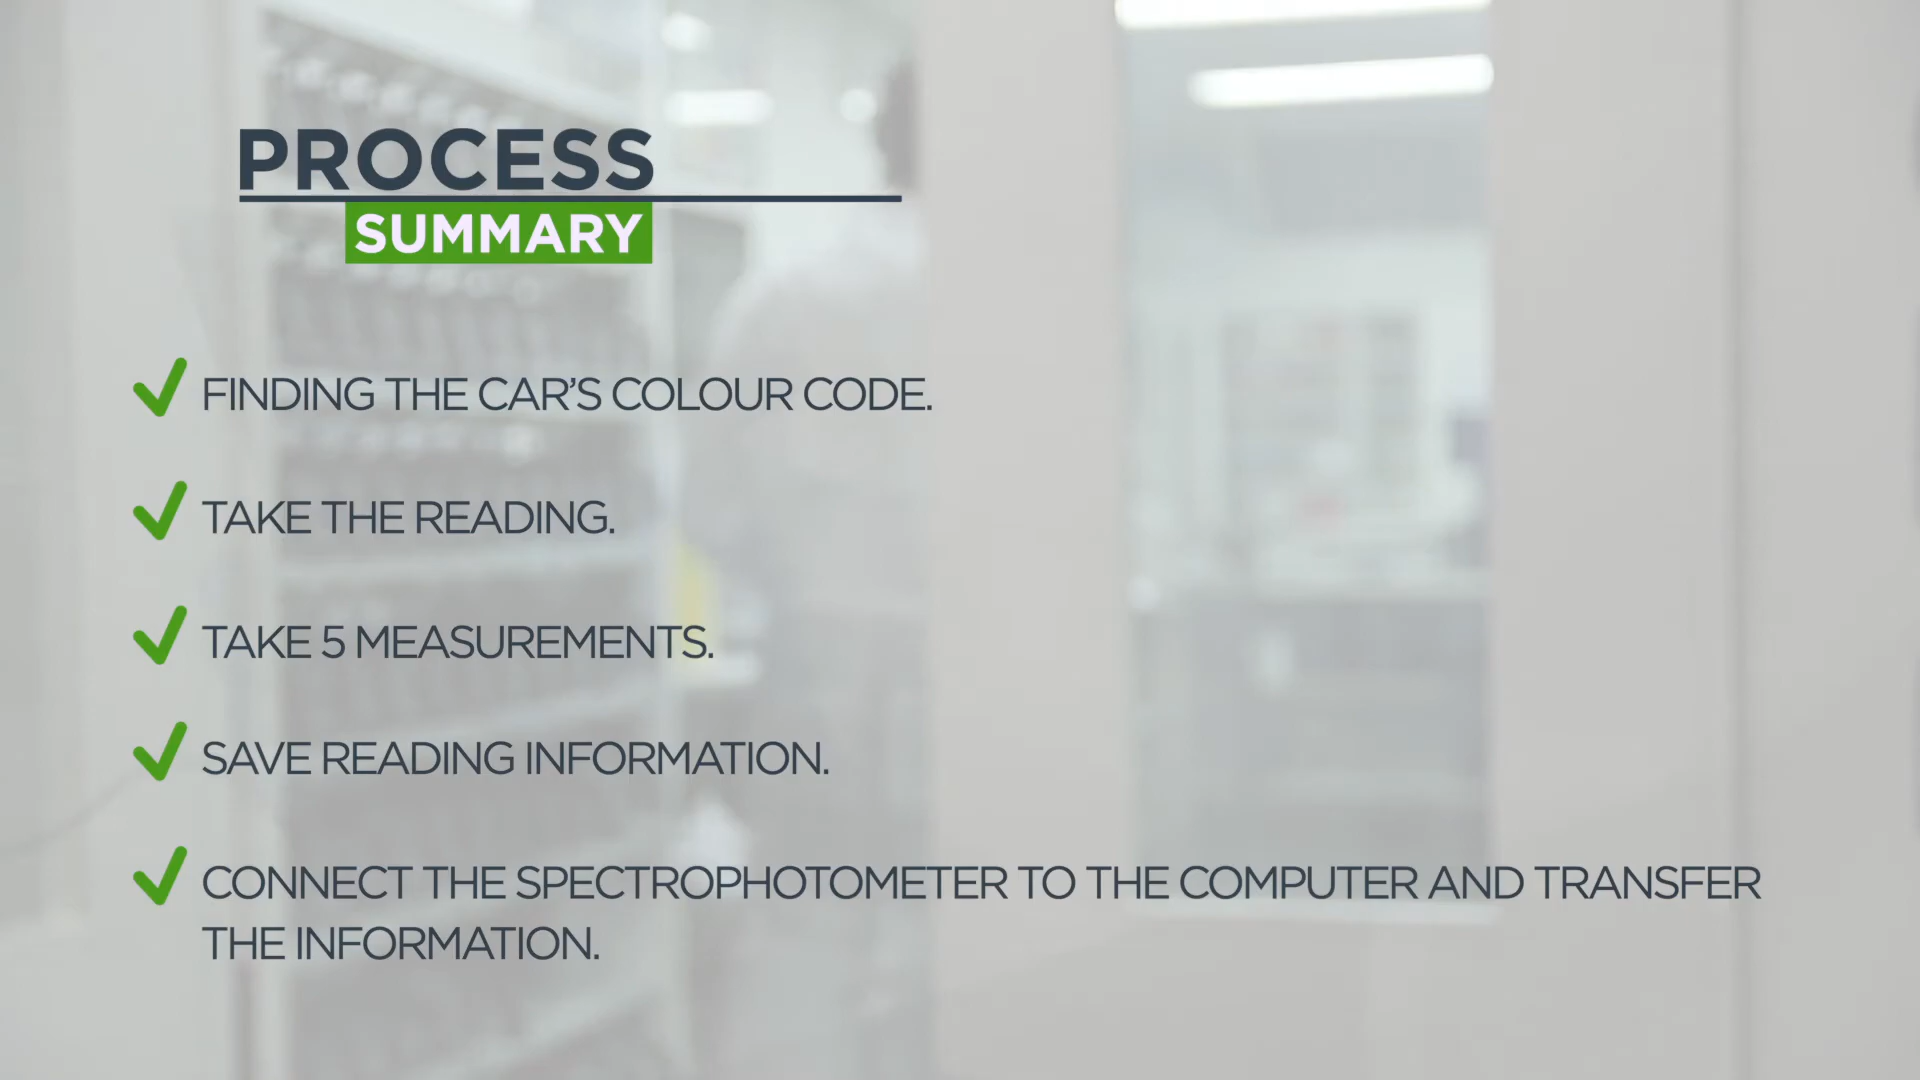 PROCESS
SUMMARY
FINDING THE CAR'S COLOUR CODE.
TAKE THE READING.
TAKE 5 MEASUREMENTS.
SAVE READING INFORMATION.
CONNECT THE SPECTROPHOTOMETER TO THE COMPUTER AND TRANSFER
THE INFORMATION.